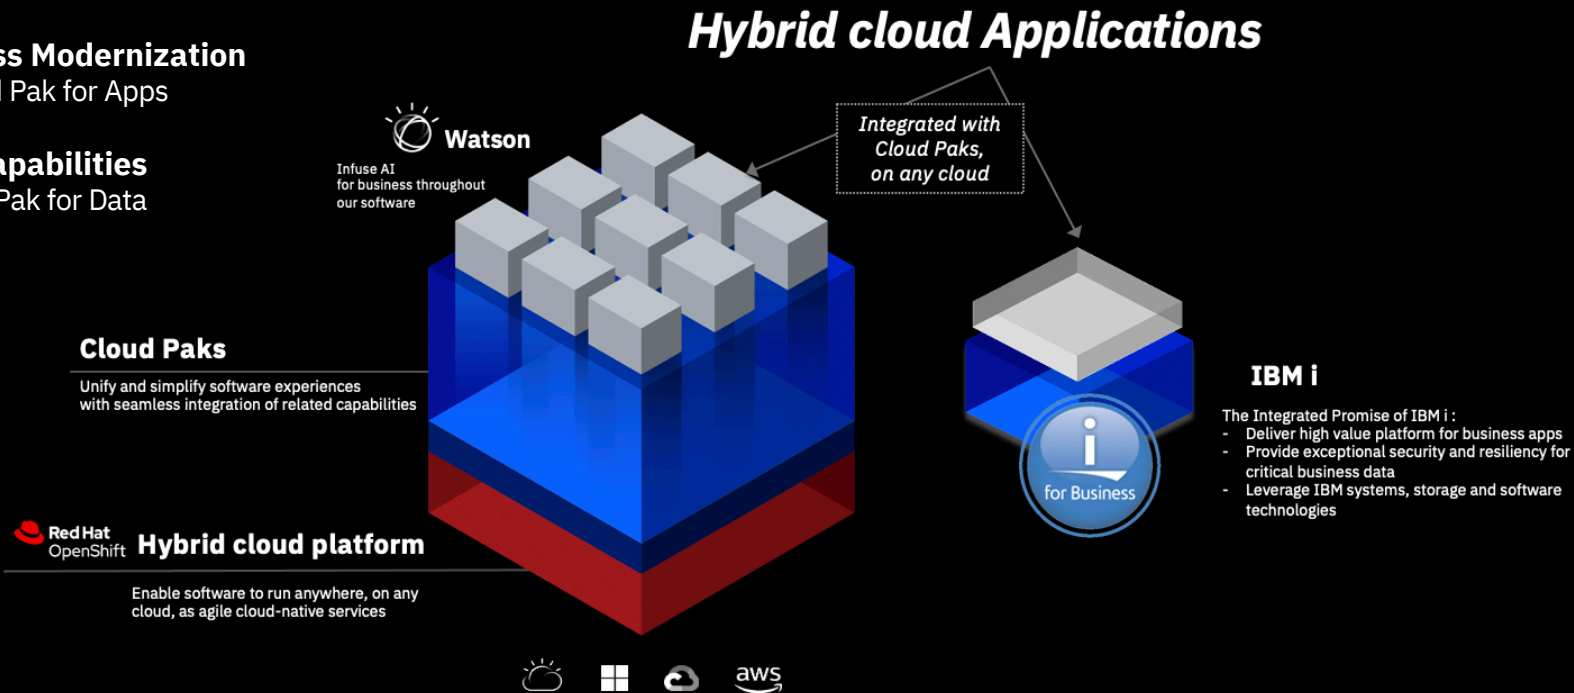 Hybrid cloud Applications
ss Modernization
Pak for Apps
apabilities
Pak for Data
Watson
Infuse AI
for business throughout
our software
Integrated with
Cloud Paks,
on any cloud
Cloud Paks
Unify and simplify software experiences
with seamless integration of related capabilities
IBM i
The Integrated Promise of IBM i :
- Deliver high value platform for business apps
- Provide exceptional security and resiliency for
critical business data
- Leverage IBM systems, storage and software
technologies
i
for Business
Red Hat
OpenShift
Hybrid cloud platform
Enable software to run anywhere, on any
cloud, as agile cloud-native services
aws